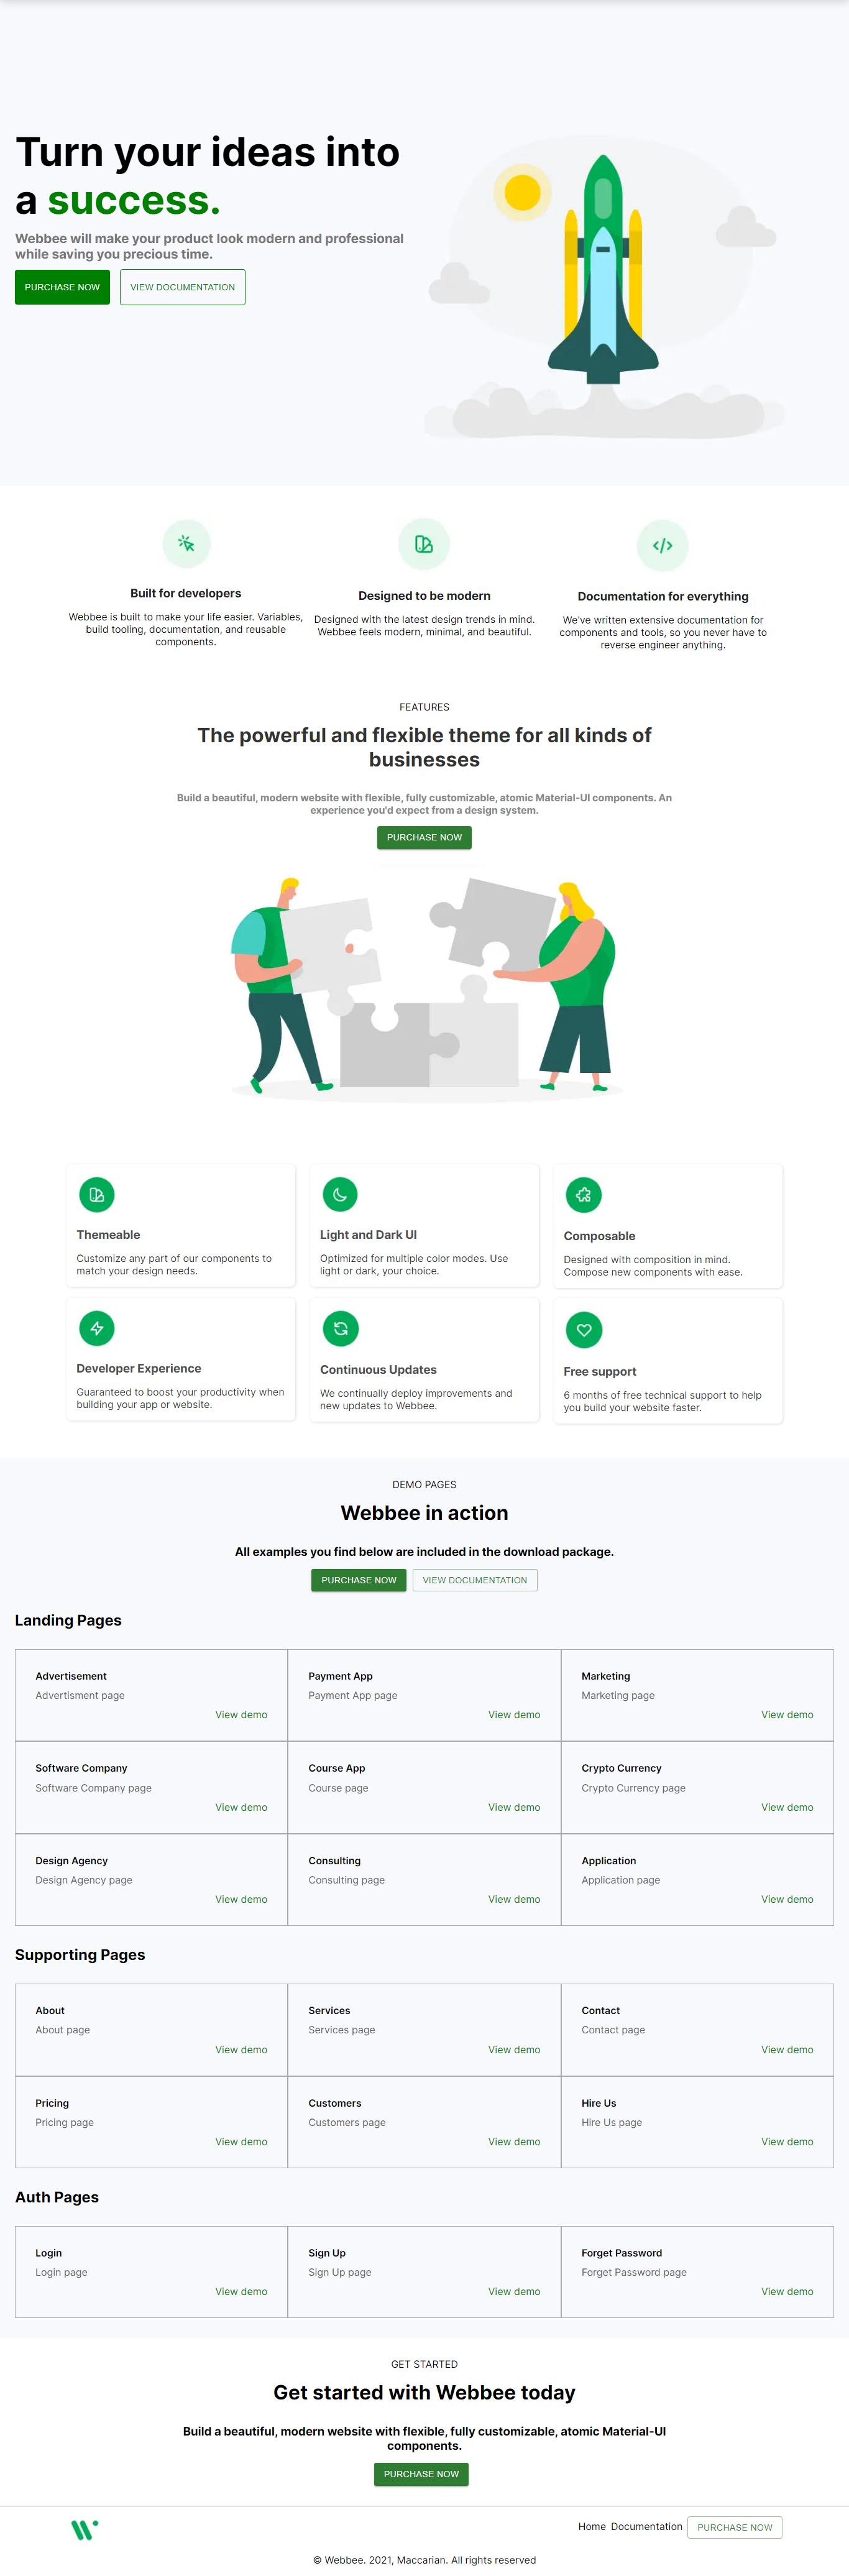 Turn your ideas into
a success.
Webbee will make your product look modern and professional
while saving you precious time.
PURCHASE NOW
VIEW DOCUMENTATION
Built for developers
Webbee is built to make your life easier. Variables,
build tooling, documentation, and reusable
components.
Designed to be modern
Designed with the latest design trends in mind.
Webbee feels modern, minimal, and beautiful.
Documentation for everything
We've written extensive documentation for
components and tools, so you never have to
reverse engineer anything.
FEATURES
The powerful and flexible theme for all kinds of
businesses
Build a beautiful, modern website with flexible, fully customizable, atomic Material-UI components. An
experience you'd expect from a design system.
PURCHASE NOW
Themeable
Customize any part of our components to
match your design needs.
Light and Dark UI
Optimized for multiple color modes. Use
light or dark, your choice.
Composable
Designed with composition in mind.
Compose new components with ease.
Developer Experience
Guaranteed to boost your productivity when
building your app or website.
Continuous Updates
We continually deploy improvements and
new updates to Webbee.
Free support
6 months of free technical support to help
you build your website faster.
DEMO PAGES
Webbee in action
All examples you find below are included in the download package.
PURCHASE NOW
VIEW DOCUMENTATION
Landing Pages
Advertisement
Advertisment page
View demo
Payment App
Payment App page
View demo
Marketing
Marketing page
View demo
Software Company
Software Company page
View demo
Course App
Course page
View demo
Crypto Currency
Crypto Currency page
View demo
Design Agency
Design Agency page
View demo
Consulting
Consulting page
View demo
Application
Application page
View demo
Supporting Pages
About
About page
View demo
Services
Services page
View demo
Contact
Contact page
View demo
Pricing
Pricing page
View demo
Customers
Customers page
View demo
Hire Us
Hire Us page
View demo
Auth Pages
Login
Login page
View demo
Sign Up
Sign Up page
View demo
Forget Password
Forget Password page
View demo
GET STARTED
Get started with Webbee today
Build a beautiful, modern website with flexible, fully customizable, atomic Material-UI
components.
PURCHASE NOW
Home
Documentation
PURCHASE NOW
© Webbee. 2021, Maccarian. All rights reserved